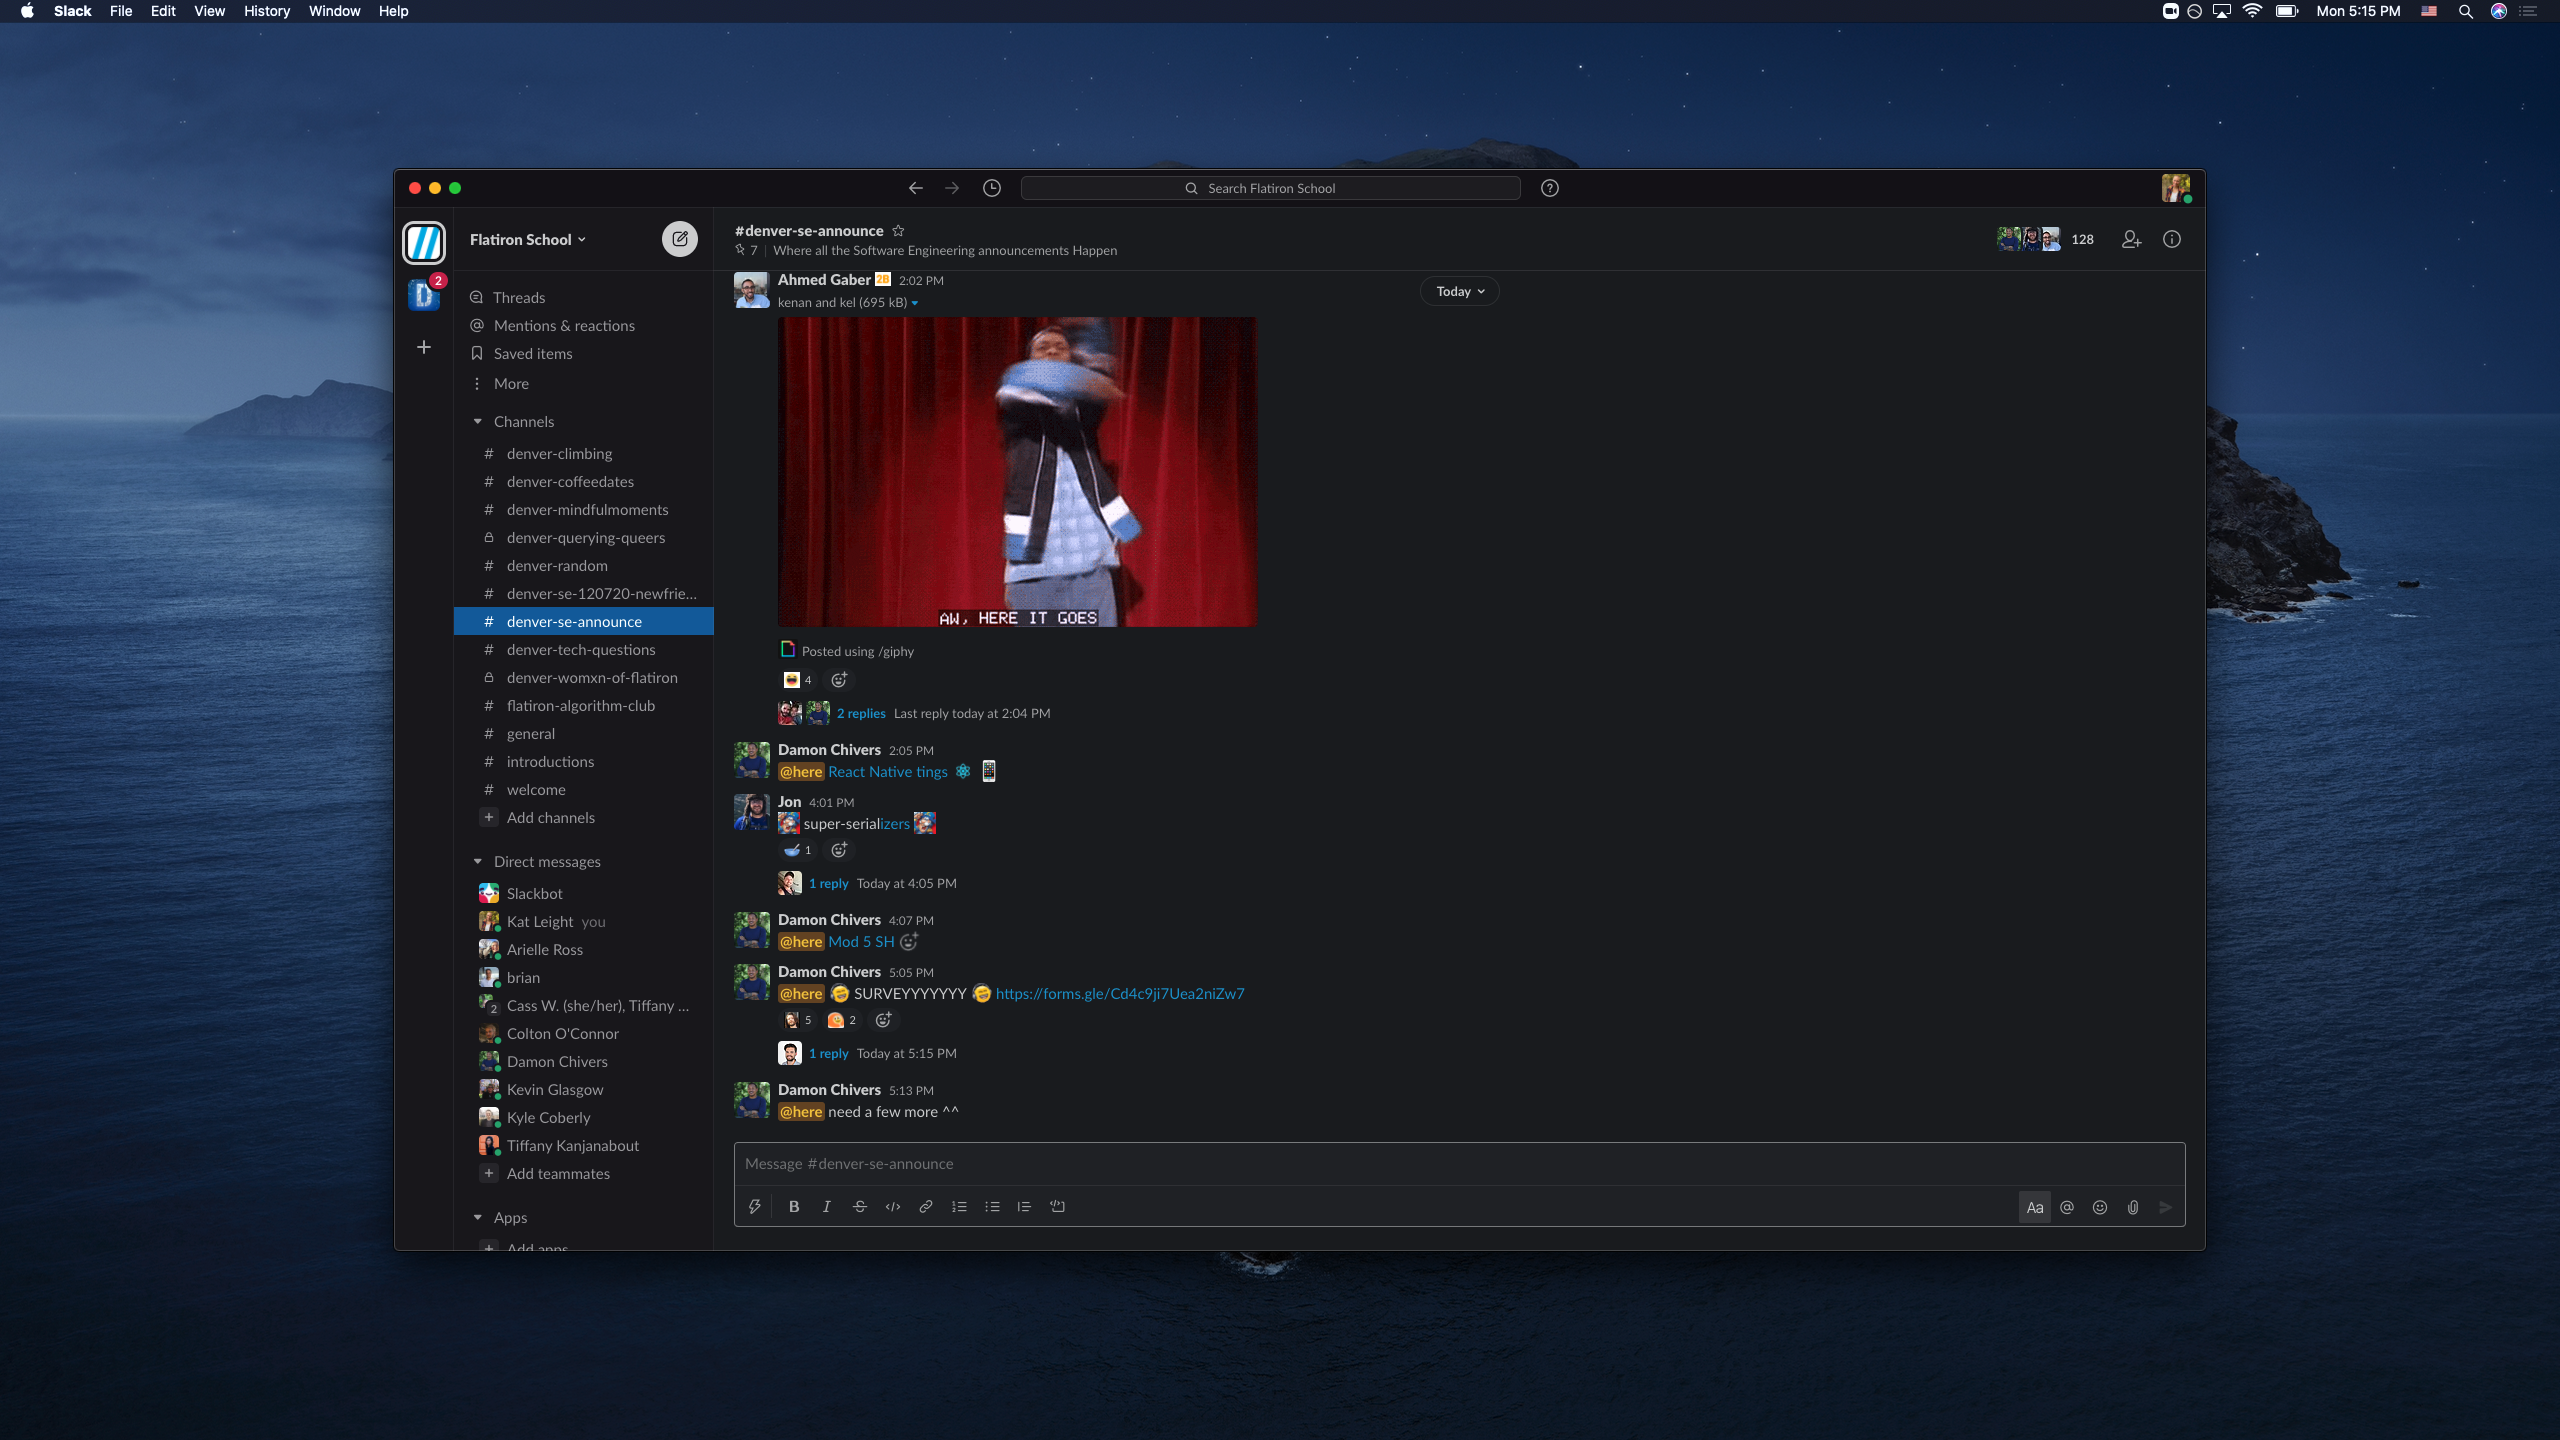 Slack File Edit View History Window Help
Mon 5:15 PM
Search Flatiron School
Flatiron School
D 2
Threads
Mentions & reactions
Saved items
More
Channels
# denver-climbing
# denver-coffeedates
# denver-mindfulmoments
denver-querying-queers
# denver-random
# denver-se-120720-newfrie...
# denver-se-announce
# denver-tech-questions
denver-womxn-of-flatiron
# flatiron-algorithm-club
# general
# introductions
# welcome
+ Add channels
Direct messages
Slackbot
Kat Leight you
Arielle Ross
brian
2 Cass W. (she/her), Tiffany ...
Colton O'Connor
Damon Chivers
Kevin Glasgow
Kyle Coberly
Tiffany Kanjanabout
+ Add teammates
Apps
+ Add apps
#denver-se-announce
7 | Where all the Software Engineering announcements Happen
128
Today
Ahmed Gaber 2:02 PM
kenan and kel (695 kB)
AW, HERE IT GOES
Posted using /giphy
4
2 replies Last reply today at 2:04 PM
Damon Chivers 2:05 PM
@here React Native tings
Jon 4:01 PM
super-serializers
1
1 reply Today at 4:05 PM
Damon Chivers 4:07 PM
@here Mod 5 SH
Damon Chivers 5:05 PM
@here SURVEYYYYYYY https://forms.gle/Cd4c9ji7Uea2niZw7
5 2
1 reply Today at 5:15 PM
Damon Chivers 5:13 PM
@here need a few more ^^
Message #denver-se-announce
B I S </> Aa @